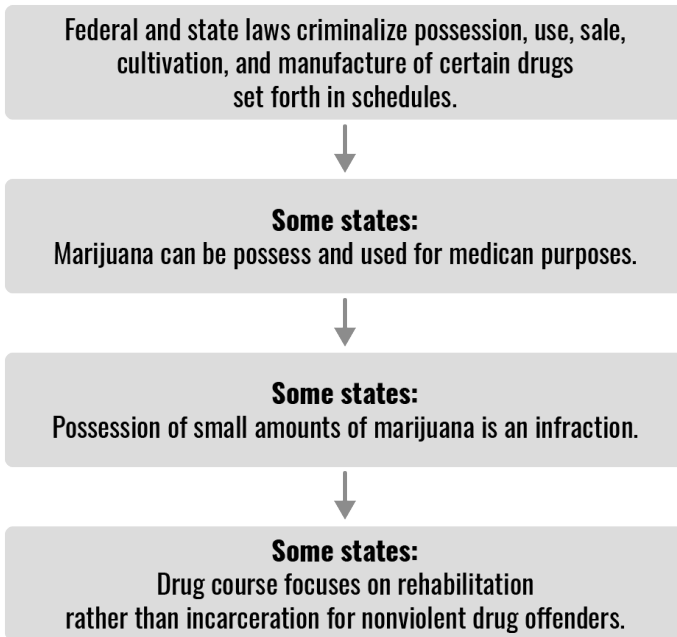 Federal and state laws criminalize possession, use, sale,
cultivation, and manufacture of certain drugs
set forth in schedules.
Some states:
Marijuana can be possess and used for medican purposes.
Some states:
Possession of small amounts of marijuana is an infraction.
Some states:
Drug course focuses on rehabilitation
rather than incarceration for nonviolent drug offenders.